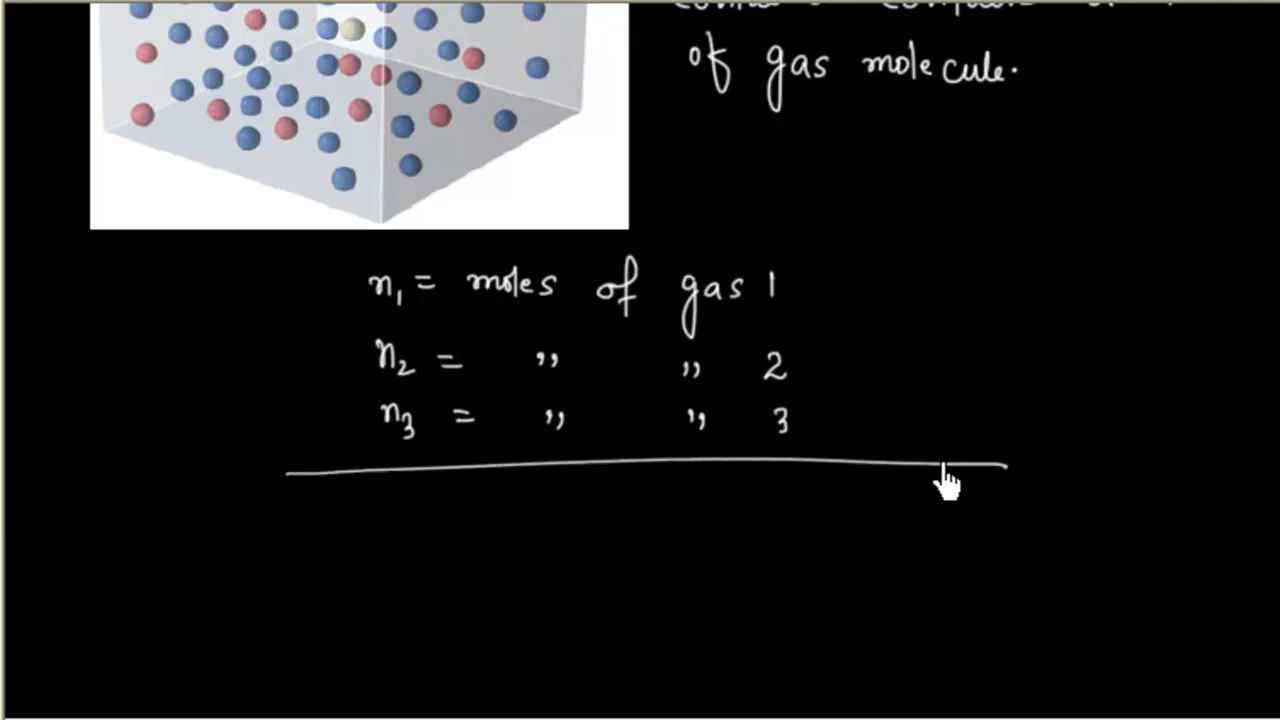 of gas molecule.
n₁ = moles of gas 1
n₂ = " " 2
n₃ = " " 3